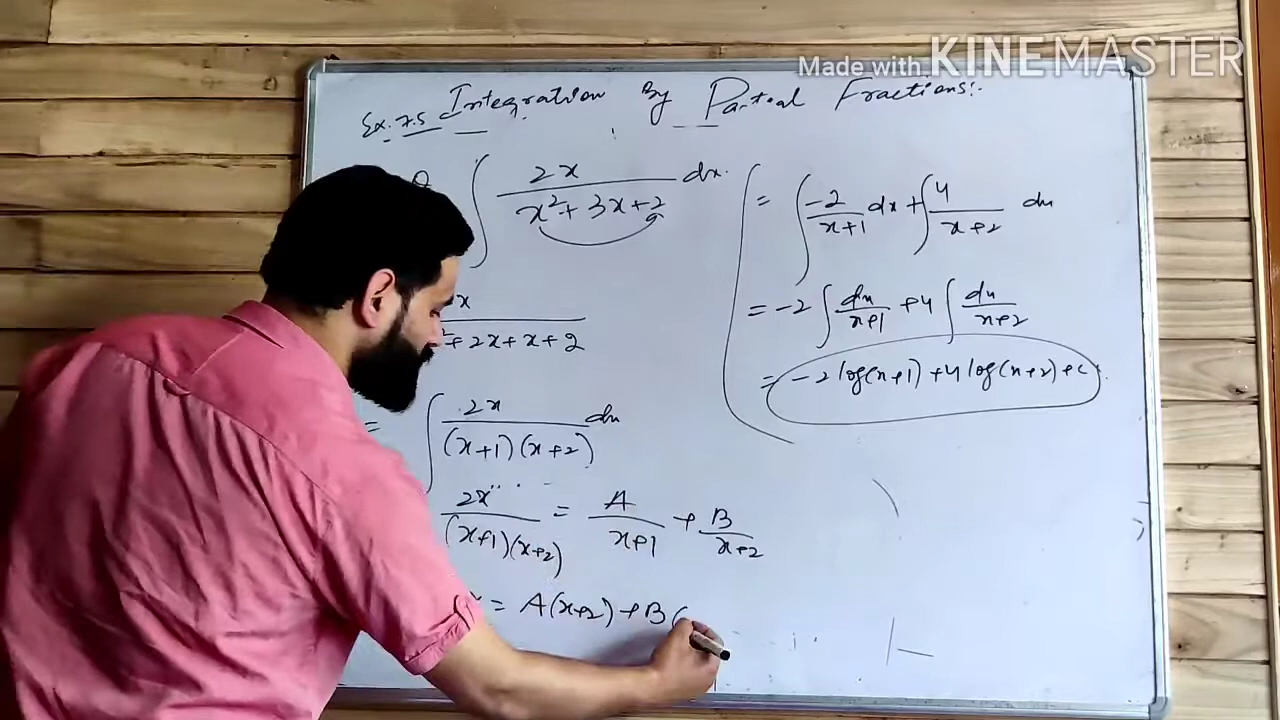 Made with KINEMASTER
Ex. 7.5 Integration By Partial Fractions:-
Q ∫ 2x / (x² + 3x + 2) dx
x / ² + 2x + x + 2
= ∫ 2x / (x+1)(x+2) dx
2x / (x+1)(x+2) = A / x+1 + B / x+2
= A(x+2) + B(
= ∫ -2 / x+1 dx + ∫ 4 / x+2 dx
= -2 ∫ dx / x+1 + 4 ∫ dx / x+2
= -2 log(x+1) + 4 log(x+2) + c